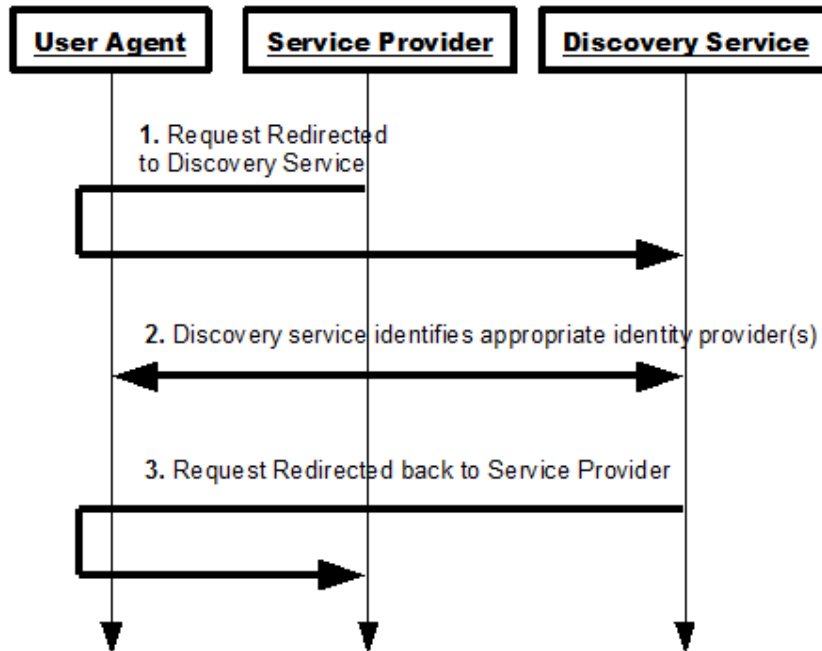 User Agent
Service Provider
Discovery Service
1. Request Redirected
to Discovery Service
2. Discovery service identifies appropriate identity provider(s)
3. Request Redirected back to Service Provider